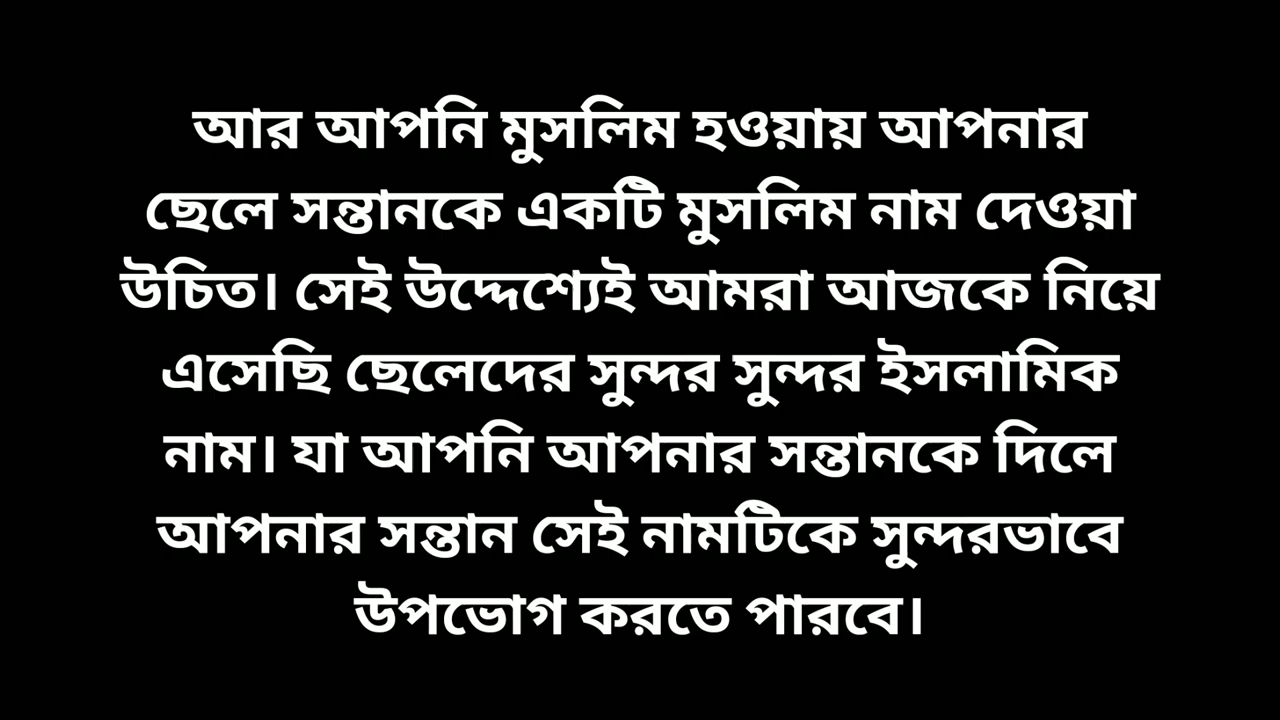 আর আপনি মুসলিম হওয়ায় আপনার
ছেলে সন্তানকে একটি মুসলিম নাম দেওয়া
উচিত। সেই উদ্দেশ্যেই আমরা আজকে নিয়ে
এসেছি ছেলেদের সুন্দর সুন্দর ইসলামিক
নাম। যা আপনি আপনার সন্তানকে দিলে
আপনার সন্তান সেই নামটিকে সুন্দরভাবে
উপভোগ করতে পারবে।